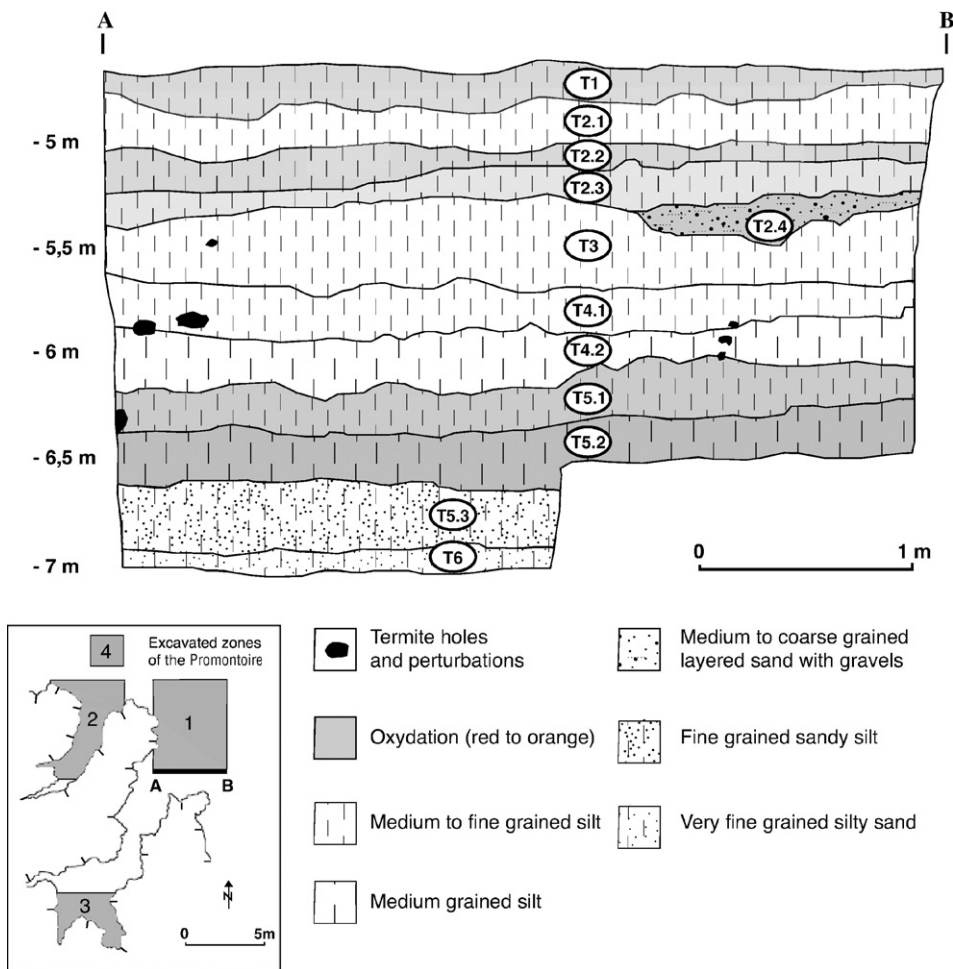 A B
T1
T2.1
- 5 m
T2.2
T2.3
T2.4
- 5,5 m
T3
T4.1
- 6 m
T4.2
T5.1
T5.2
- 6,5 m
T5.3
T6
- 7 m
0 1 m
4 Excavated zones
of the Promontoire
2 1
A B
3
N
0 5m
Termite holes
and perturbations
Oxydation (red to orange)
Medium to fine grained silt
Medium grained silt
Medium to coarse grained
layered sand with gravels
Fine grained sandy silt
Very fine grained silty sand